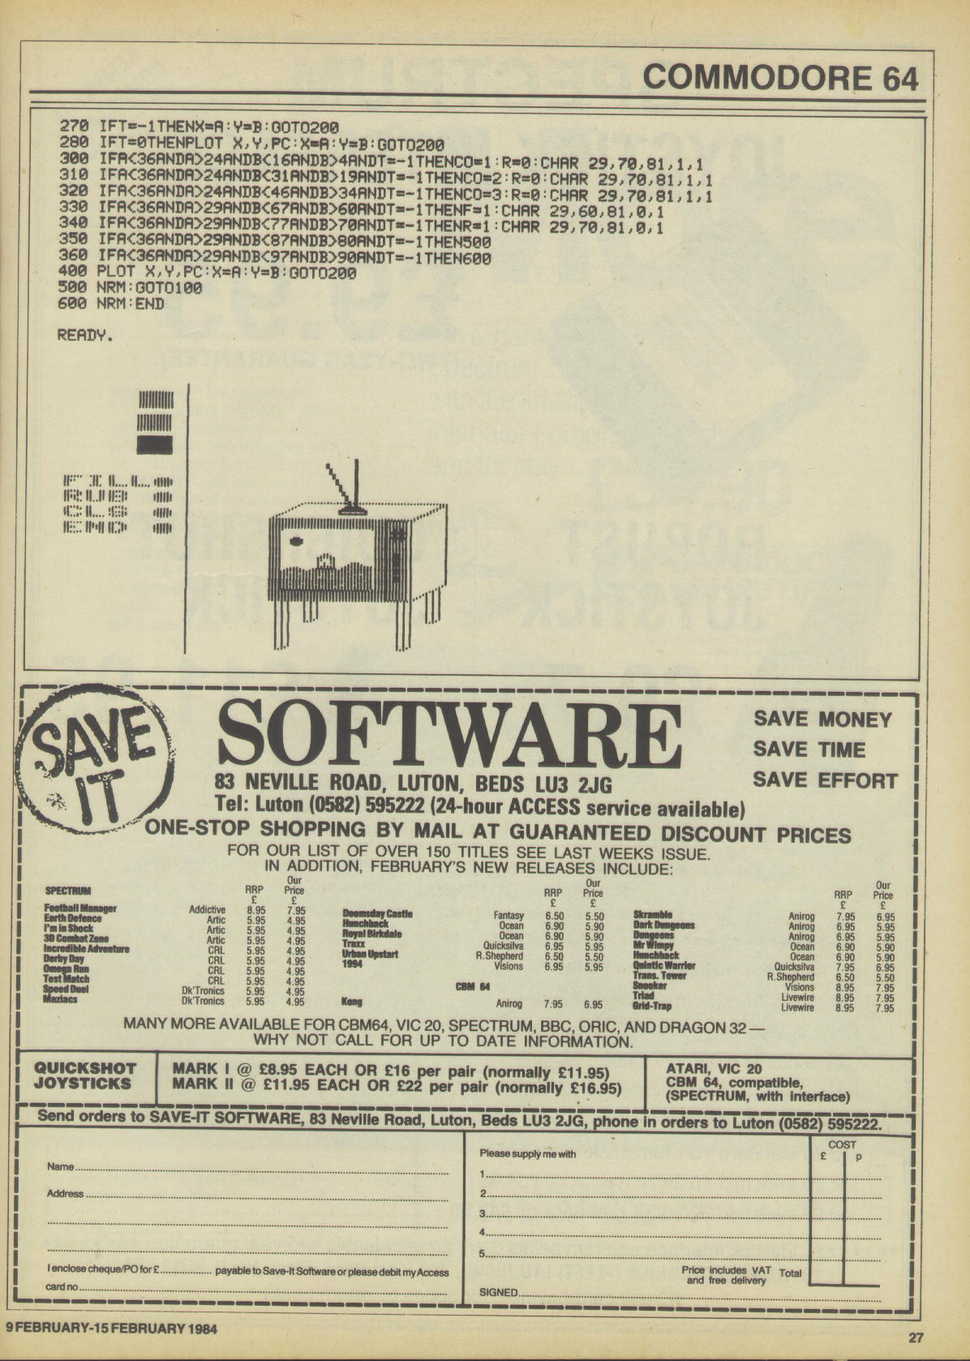 COMMODORE 64
270 IFT=-1THENX=A:Y=B:GOTO200
280 IFT=0THENPLOT X,Y,PC:X=A:Y=B:GOTO200
300 IFA<36ANDA>24ANDB<16ANDB>4ANDT=-1THENCO=1:R=0:CHAR 29,70,81,1,1
310 IFA<36ANDA>24ANDB<31ANDB>19ANDT=-1THENCO=2:R=0:CHAR 29,70,81,1,1
320 IFA<36ANDA>24ANDB<46ANDB>34ANDT=-1THENCO=3:R=0:CHAR 29,70,81,1,1
330 IFA<36ANDA>29ANDB<67ANDB>60ANDT=-1THENF=1:CHAR 29,60,81,0,1
340 IFA<36ANDA>29ANDB<77ANDB>70ANDT=-1THENR=1:CHAR 29,70,81,0,1
350 IFA<36ANDA>29ANDB<87ANDB>80ANDT=-1THEN500
360 IFA<36ANDA>29ANDB<97ANDB>90ANDT=-1THEN600
400 PLOT X,Y,PC:X=A:Y=B:GOTO200
500 NRM:GOTO100
600 NRM:END
READY.
FILL
RUB
CLS
END
SAVE IT
SOFTWARE
83 NEVILLE ROAD, LUTON, BEDS LU3 2JG
Tel: Luton (0582) 595222 (24-hour ACCESS service available)
SAVE MONEY
SAVE TIME
SAVE EFFORT
ONE-STOP SHOPPING BY MAIL AT GUARANTEED DISCOUNT PRICES
FOR OUR LIST OF OVER 150 TITLES SEE LAST WEEKS ISSUE.
IN ADDITION, FEBRUARY'S NEW RELEASES INCLUDE:
SPECTRUM RRP £ Our Price £
Football Manager Addictive 8.95 7.95
Earth Defence Artic 5.95 4.95
I'm in Shock Artic 5.95 4.95
3D Combat Zone Artic 5.95 4.95
Incredible Adventure CRL 5.95 4.95
Derby Day CRL 5.95 4.95
Omega Run CRL 5.95 4.95
Test Match CRL 5.95 4.95
Speed Duel Dk'Tronics 5.95 4.95
Maziacs Dk'Tronics 5.95 4.95
RRP £ Our Price £
Doomsday Castle Fantasy 6.50 5.50
Hunchback Ocean 6.90 5.90
Royal Birkdale Ocean 6.90 5.90
Traxx Quicksilva 6.95 5.95
Urban Upstart R.Shepherd 6.50 5.50
1994 Visions 6.95 5.95
CBM 64
Kong Anirog 7.95 6.95
RRP £ Our Price £
Skramble Anirog 7.95 6.95
Dark Dungeons Anirog 6.95 5.95
Dungeons Anirog 6.95 5.95
Mr Wimpy Ocean 6.90 5.90
Hunchback Ocean 6.90 5.90
Quintic Warrior Quicksilva 7.95 6.95
Trans. Tower R.Shepherd 6.50 5.50
Snooker Visions 8.95 7.95
Triad Livewire 8.95 7.95
Grid-Trap Livewire 8.95 7.95
MANY MORE AVAILABLE FOR CBM64, VIC 20, SPECTRUM, BBC, ORIC, AND DRAGON 32 —
WHY NOT CALL FOR UP TO DATE INFORMATION.
QUICKSHOT
JOYSTICKS
MARK I @ £8.95 EACH OR £16 per pair (normally £11.95)
MARK II @ £11.95 EACH OR £22 per pair (normally £16.95)
ATARI, VIC 20
CBM 64, compatible,
(SPECTRUM, with interface)
Send orders to SAVE-IT SOFTWARE, 83 Neville Road, Luton, Beds LU3 2JG, phone in orders to Luton (0582) 595222.
Name
Address
I enclose cheque/PO for £ payable to Save-It Software or please debit my Access
card no
Please supply me with
COST
£ p
1
2
3
4
5
Price includes VAT
and free delivery
Total
SIGNED
9 FEBRUARY-15 FEBRUARY 1984
27